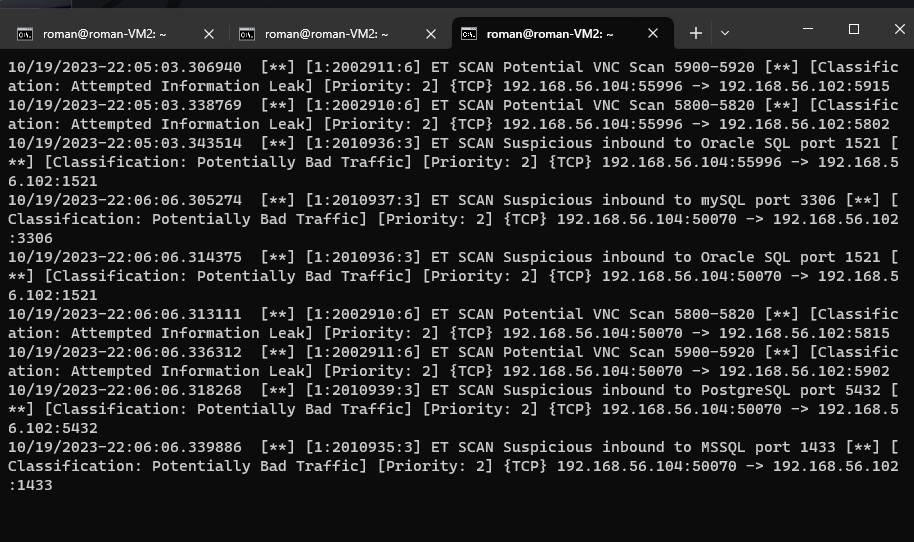 roman@roman-VM2: ~
roman@roman-VM2: ~
roman@roman-VM2: ~
10/19/2023-22:05:03.306940  [**] [1:2002911:6] ET SCAN Potential VNC Scan 5900-5920 [**] [Classific
ation: Attempted Information Leak] [Priority: 2] {TCP} 192.168.56.104:55996 -> 192.168.56.102:5915
10/19/2023-22:05:03.338769  [**] [1:2002910:6] ET SCAN Potential VNC Scan 5800-5820 [**] [Classific
ation: Attempted Information Leak] [Priority: 2] {TCP} 192.168.56.104:55996 -> 192.168.56.102:5802
10/19/2023-22:05:03.343514  [**] [1:2010936:3] ET SCAN Suspicious inbound to Oracle SQL port 1521 [
**] [Classification: Potentially Bad Traffic] [Priority: 2] {TCP} 192.168.56.104:55996 -> 192.168.5
6.102:1521
10/19/2023-22:06:06.305274  [**] [1:2010937:3] ET SCAN Suspicious inbound to mySQL port 3306 [**] [
Classification: Potentially Bad Traffic] [Priority: 2] {TCP} 192.168.56.104:50070 -> 192.168.56.102
:3306
10/19/2023-22:06:06.314375  [**] [1:2010936:3] ET SCAN Suspicious inbound to Oracle SQL port 1521 [
**] [Classification: Potentially Bad Traffic] [Priority: 2] {TCP} 192.168.56.104:50070 -> 192.168.5
6.102:1521
10/19/2023-22:06:06.313111  [**] [1:2002910:6] ET SCAN Potential VNC Scan 5800-5820 [**] [Classific
ation: Attempted Information Leak] [Priority: 2] {TCP} 192.168.56.104:50070 -> 192.168.56.102:5815
10/19/2023-22:06:06.336312  [**] [1:2002911:6] ET SCAN Potential VNC Scan 5900-5920 [**] [Classific
ation: Attempted Information Leak] [Priority: 2] {TCP} 192.168.56.104:50070 -> 192.168.56.102:5902
10/19/2023-22:06:06.318268  [**] [1:2010939:3] ET SCAN Suspicious inbound to PostgreSQL port 5432 [
**] [Classification: Potentially Bad Traffic] [Priority: 2] {TCP} 192.168.56.104:50070 -> 192.168.5
6.102:5432
10/19/2023-22:06:06.339886  [**] [1:2010935:3] ET SCAN Suspicious inbound to MSSQL port 1433 [**] [
Classification: Potentially Bad Traffic] [Priority: 2] {TCP} 192.168.56.104:50070 -> 192.168.56.102
:1433